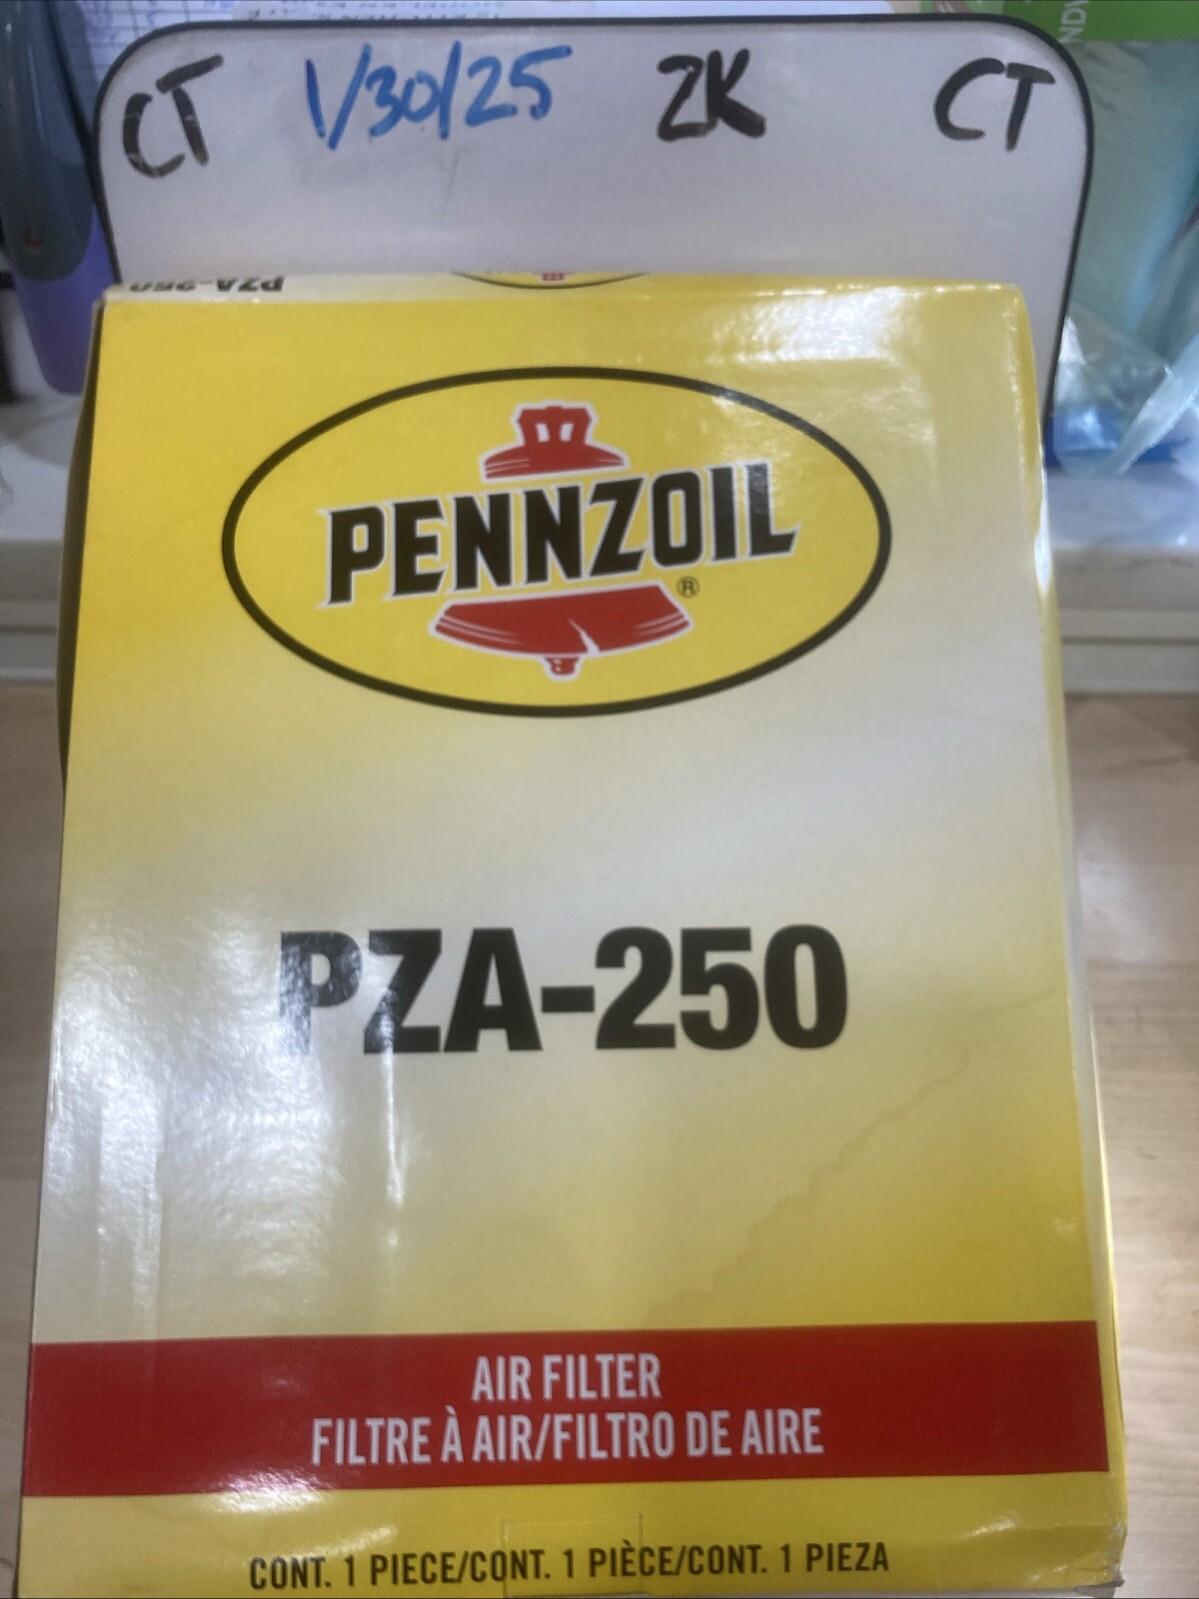 CT 1/30/25 ZK CT
PZA-250
PENNZOIL®
PZA-250
AIR FILTER
FILTRE À AIR/FILTRO DE AIRE
CONT. 1 PIECE/CONT. 1 PIÈCE/CONT. 1 PIEZA